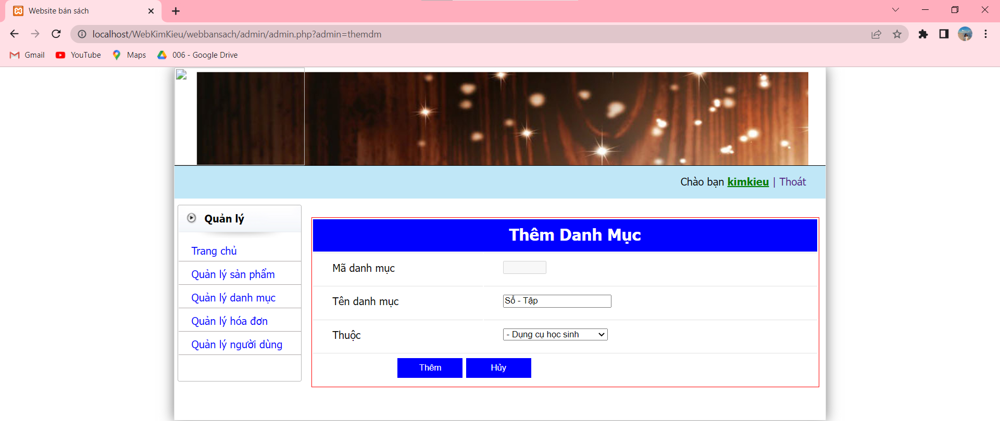 Website bán sách
localhost/WebKimKieu/webbansach/admin/admin.php?admin=themdm
Gmail YouTube Maps 006 - Google Drive
Chào bạn kimkieu | Thoát
Quản lý
Trang chủ
Quản lý sản phẩm
Quản lý danh mục
Quản lý hóa đơn
Quản lý người dùng
Thêm Danh Mục
Mã danh mục
Tên danh mục Sổ - Tập
Thuộc - Dụng cụ học sinh
Thêm Hủy